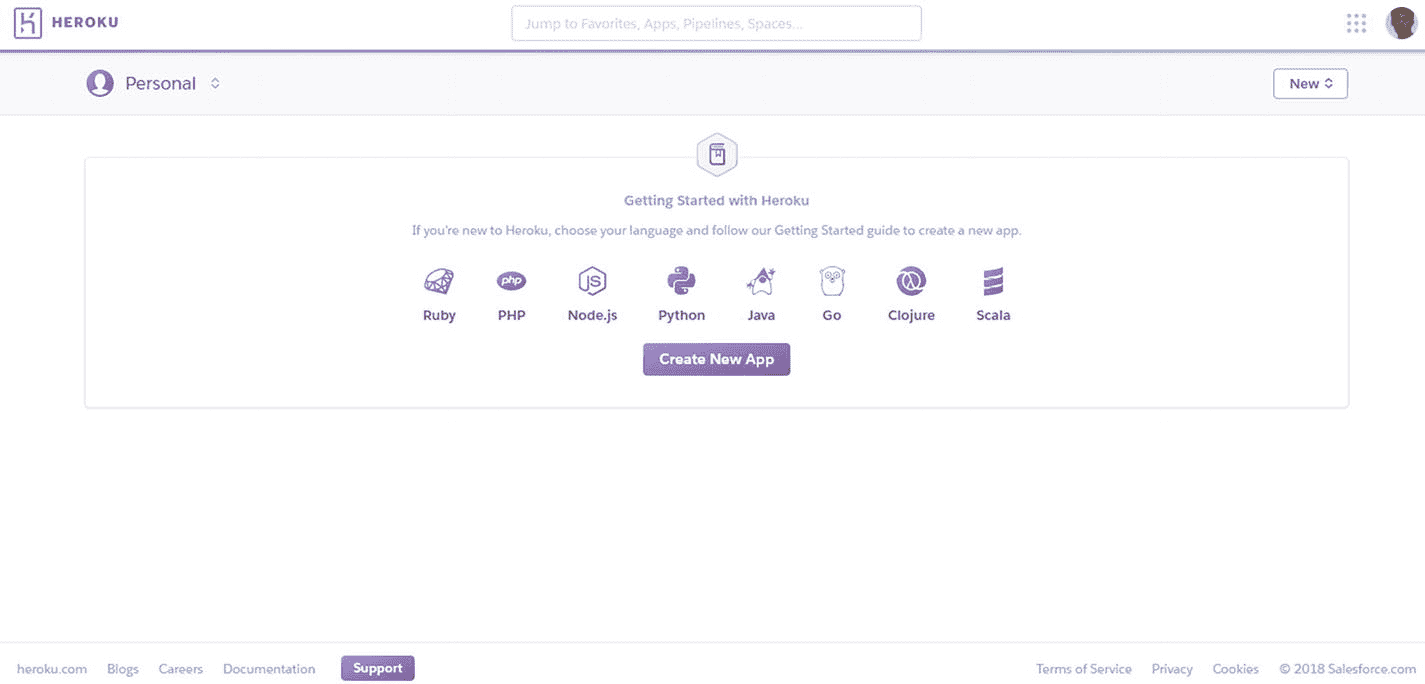 HEROKU
Jump to Favorites, Apps, Pipelines, Spaces...
Personal
New
Getting Started with Heroku
If you're new to Heroku, choose your language and follow our Getting Started guide to create a new app.
php
JS
Ruby PHP Node.js Python Java Go Clojure Scala
Create New App
heroku.com Blogs Careers Documentation Support Terms of Service Privacy Cookies © 2018 Salesforce.com